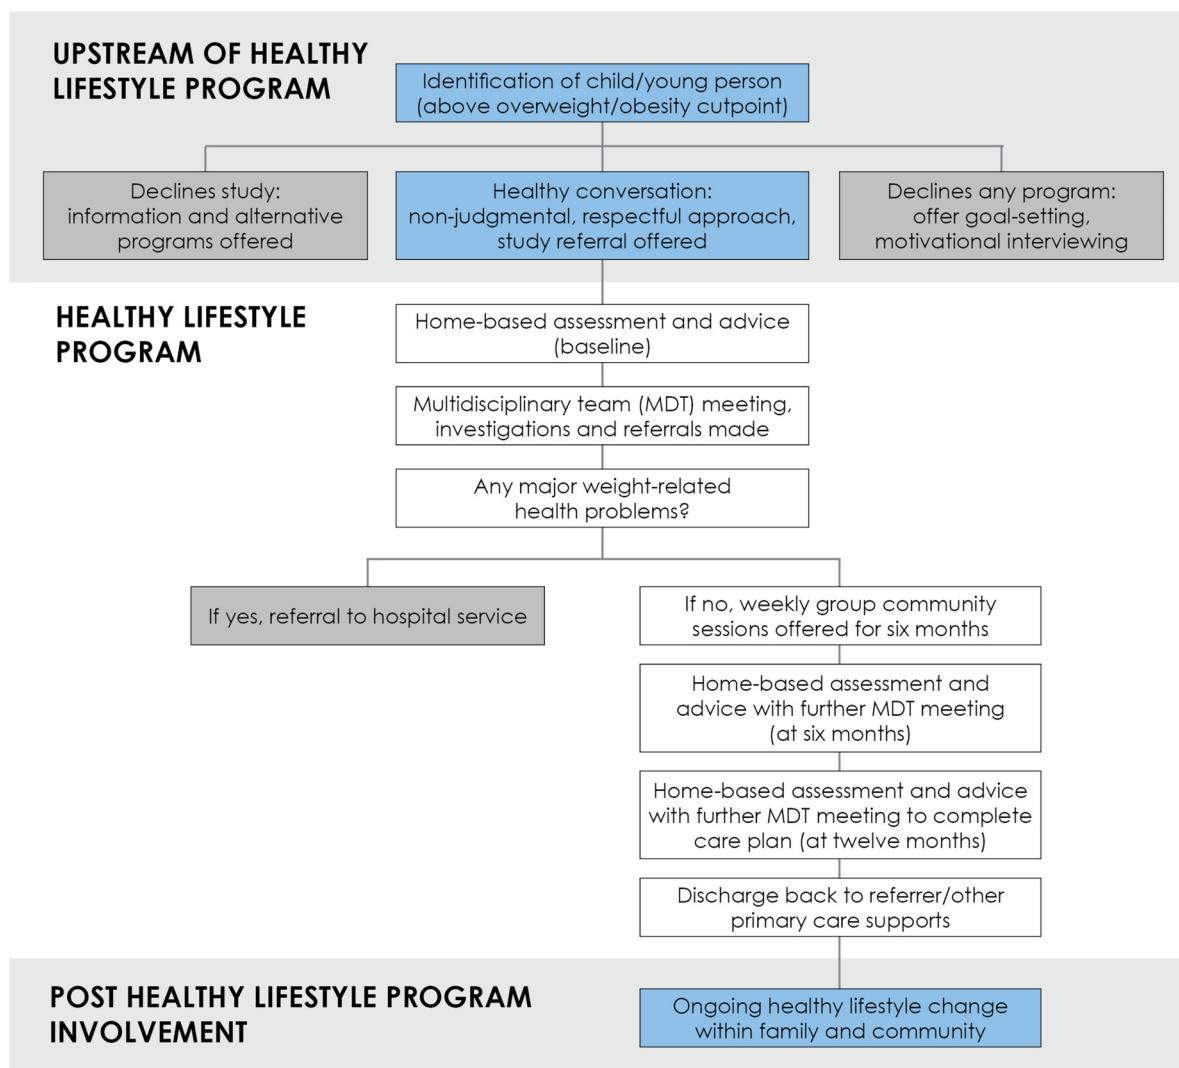 UPSTREAM OF HEALTHY
LIFESTYLE PROGRAM
Identification of child/young person
(above overweight/obesity cutpoint)
Declines study:
information and alternative
programs offered
Healthy conversation:
non-judgmental, respectful approach,
study referral offered
Declines any program:
offer goal-setting,
motivational interviewing
HEALTHY LIFESTYLE
PROGRAM
Home-based assessment and advice
(baseline)
Multidisciplinary team (MDT) meeting,
investigations and referrals made
Any major weight-related
health problems?
If yes, referral to hospital service
If no, weekly group community
sessions offered for six months
Home-based assessment and
advice with further MDT meeting
(at six months)
Home-based assessment and advice
with further MDT meeting to complete
care plan (at twelve months)
Discharge back to referrer/other
primary care supports
POST HEALTHY LIFESTYLE PROGRAM
INVOLVEMENT
Ongoing healthy lifestyle change
within family and community